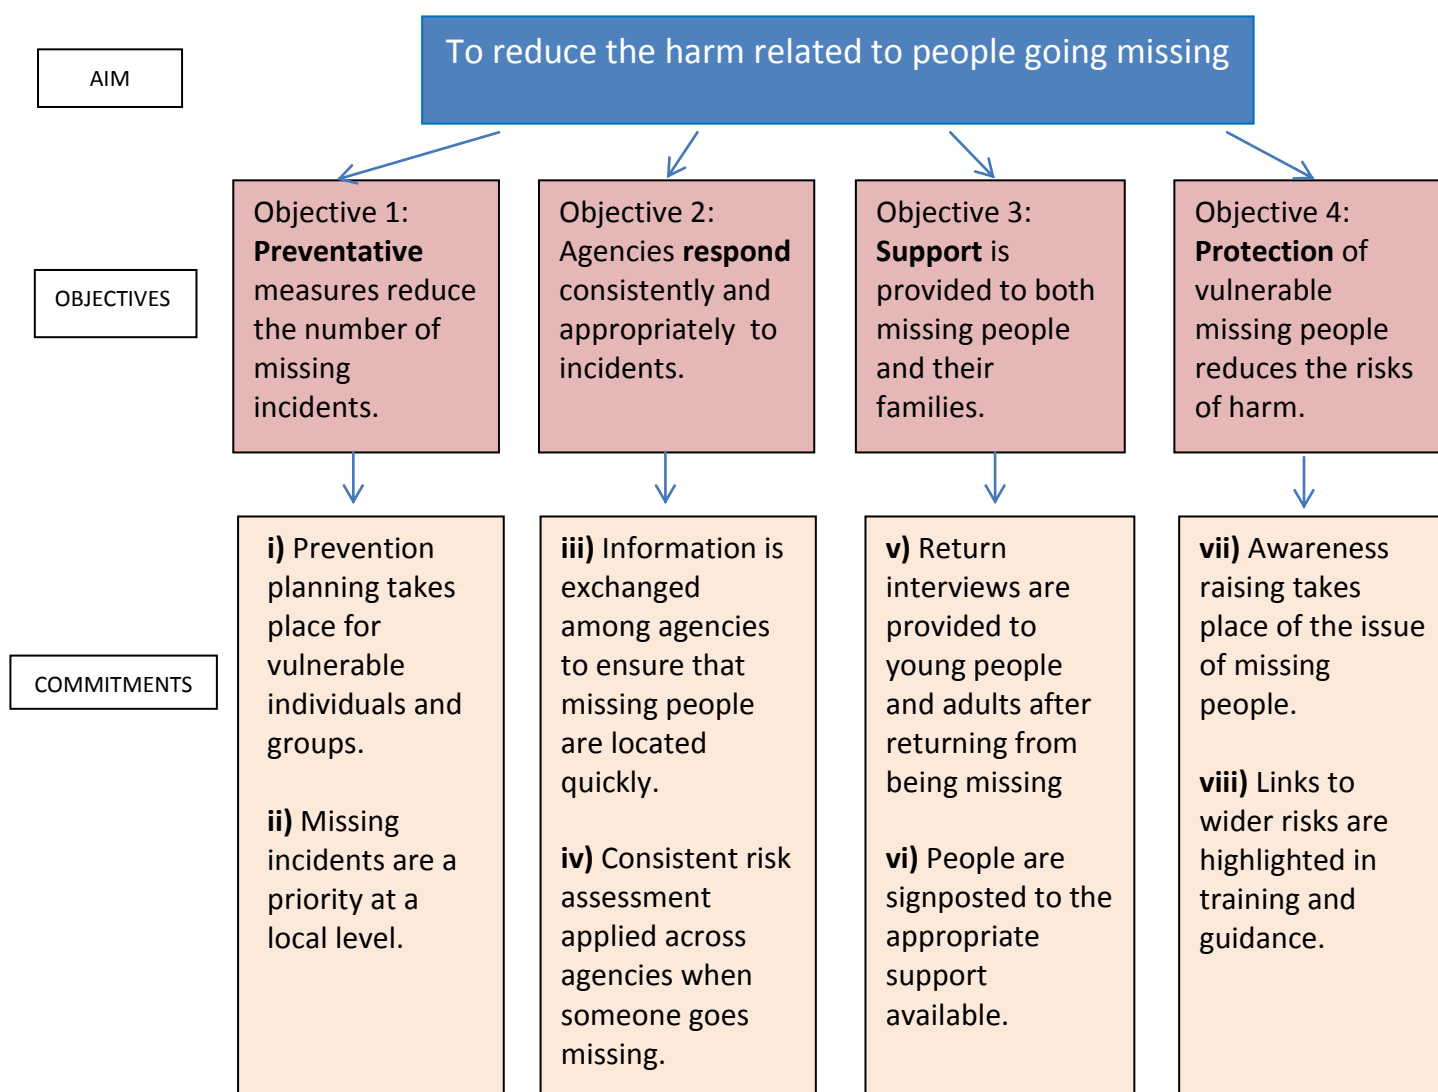 AIM
To reduce the harm related to people going missing
OBJECTIVES
Objective 1:
Preventative
measures reduce
the number of
missing
incidents.
Objective 2:
Agencies respond
consistently and
appropriately to
incidents.
Objective 3:
Support is
provided to both
missing people
and their
families.
Objective 4:
Protection of
vulnerable
missing people
reduces the risks
of harm.
COMMITMENTS
i) Prevention
planning takes
place for
vulnerable
individuals and
groups.
ii) Missing
incidents are a
priority at a
local level.
iii) Information is
exchanged
among agencies
to ensure that
missing people
are located
quickly.
iv) Consistent risk
assessment
applied across
agencies when
someone goes
missing.
v) Return
interviews are
provided to
young people
and adults after
returning from
being missing
vi) People are
signposted to the
appropriate
support
available.
vii) Awareness
raising takes
place of the issue
of missing
people.
viii) Links to
wider risks are
highlighted in
training and
guidance.